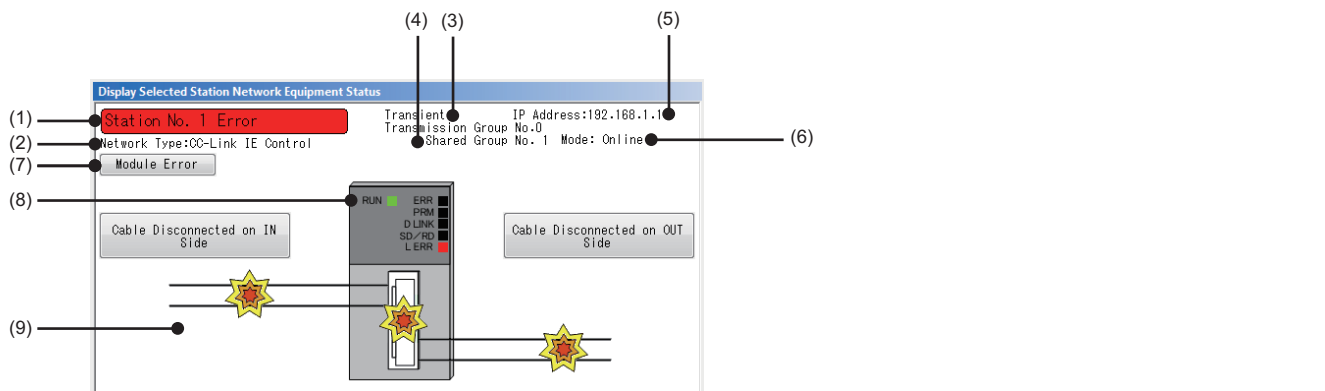 (4) (3) (5)
Display Selected Station Network Equipment Status
(1) Station No. 1 Error Transient IP Address:192.168.1.1
Transmission Group No.0
(2) Network Type:CC-Link IE Control Shared Group No. 1 Mode: Online (6)
(7) Module Error
(8) RUN ERR
PRM
D LINK
SD/RD
L ERR
Cable Disconnected on IN
Side
Cable Disconnected on OUT
Side
(9)